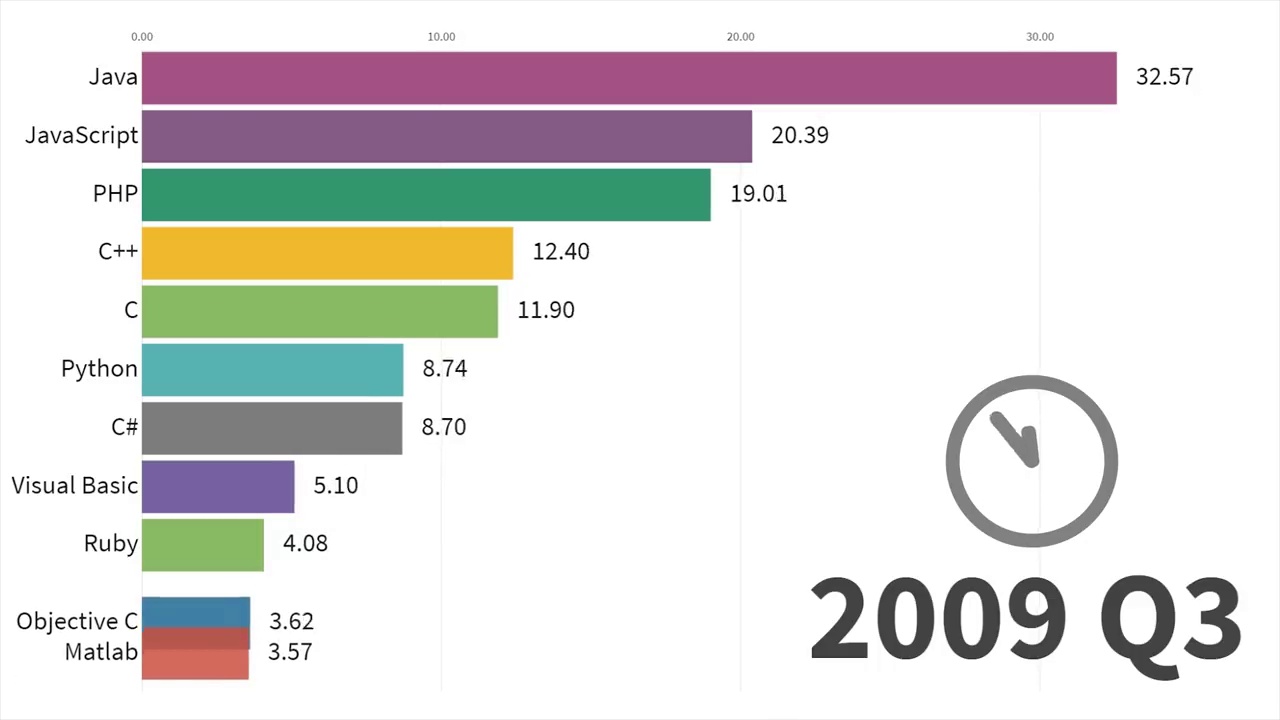 0.00 10.00 20.00 30.00
Java 32.57
JavaScript 20.39
PHP 19.01
C++ 12.40
C 11.90
Python 8.74
C# 8.70
Visual Basic 5.10
Ruby 4.08
Objective C 3.62
Matlab 3.57
2009 Q3